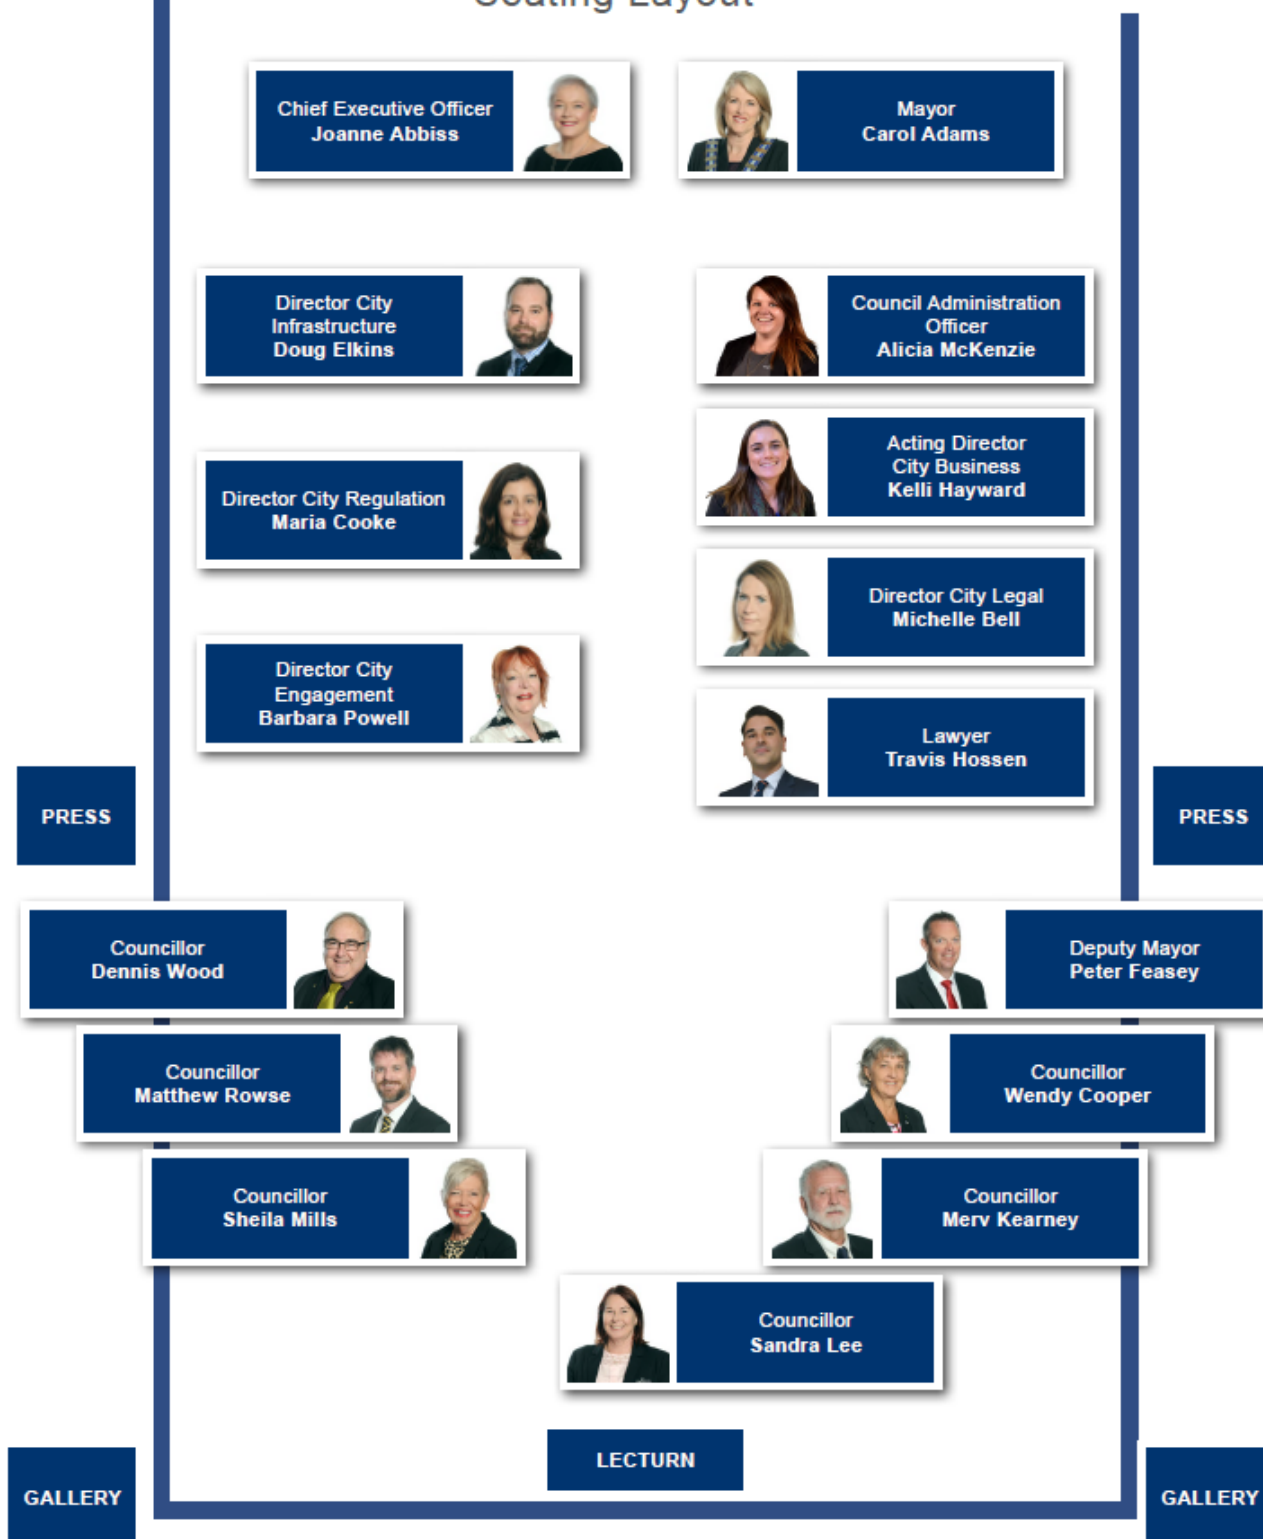 Seating Layout
Chief Executive Officer
Joanne Abbiss
Mayor
Carol Adams
Director City
Infrastructure
Doug Elkins
Council Administration
Officer
Alicia McKenzie
Acting Director
City Business
Kelli Hayward
Director City Regulation
Maria Cooke
Director City Legal
Michelle Bell
Director City
Engagement
Barbara Powell
Lawyer
Travis Hossen
PRESS
PRESS
Councillor
Dennis Wood
Deputy Mayor
Peter Feasey
Councillor
Matthew Rowse
Councillor
Wendy Cooper
Councillor
Sheila Mills
Councillor
Merv Kearney
Councillor
Sandra Lee
LECTURN
GALLERY
GALLERY